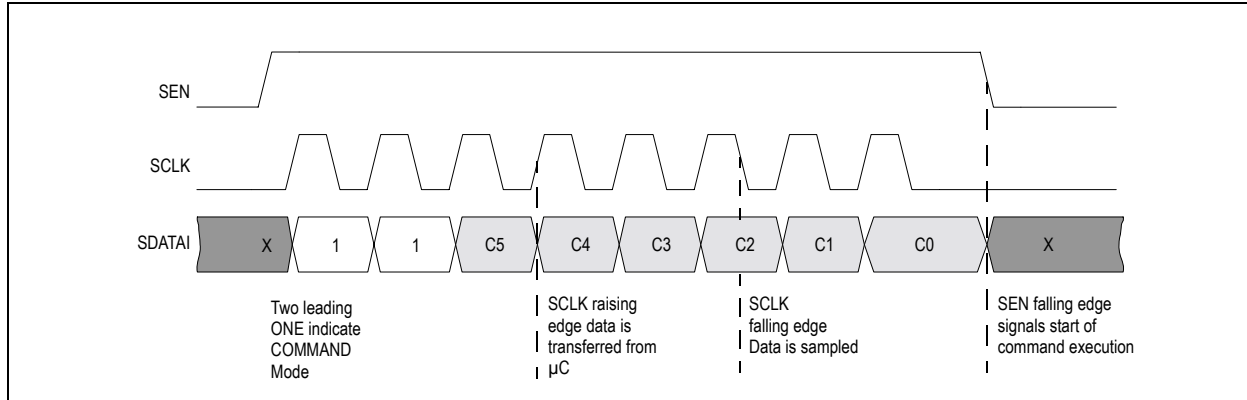 SEN
SCLK
SDATAI
X
1
1
C5
C4
C3
C2
C1
C0
X
Two leading
ONE indicate
COMMAND
Mode
SCLK raising
edge data is
transferred from
µC
SCLK
falling edge
Data is sampled
SEN falling edge
signals start of
command execution